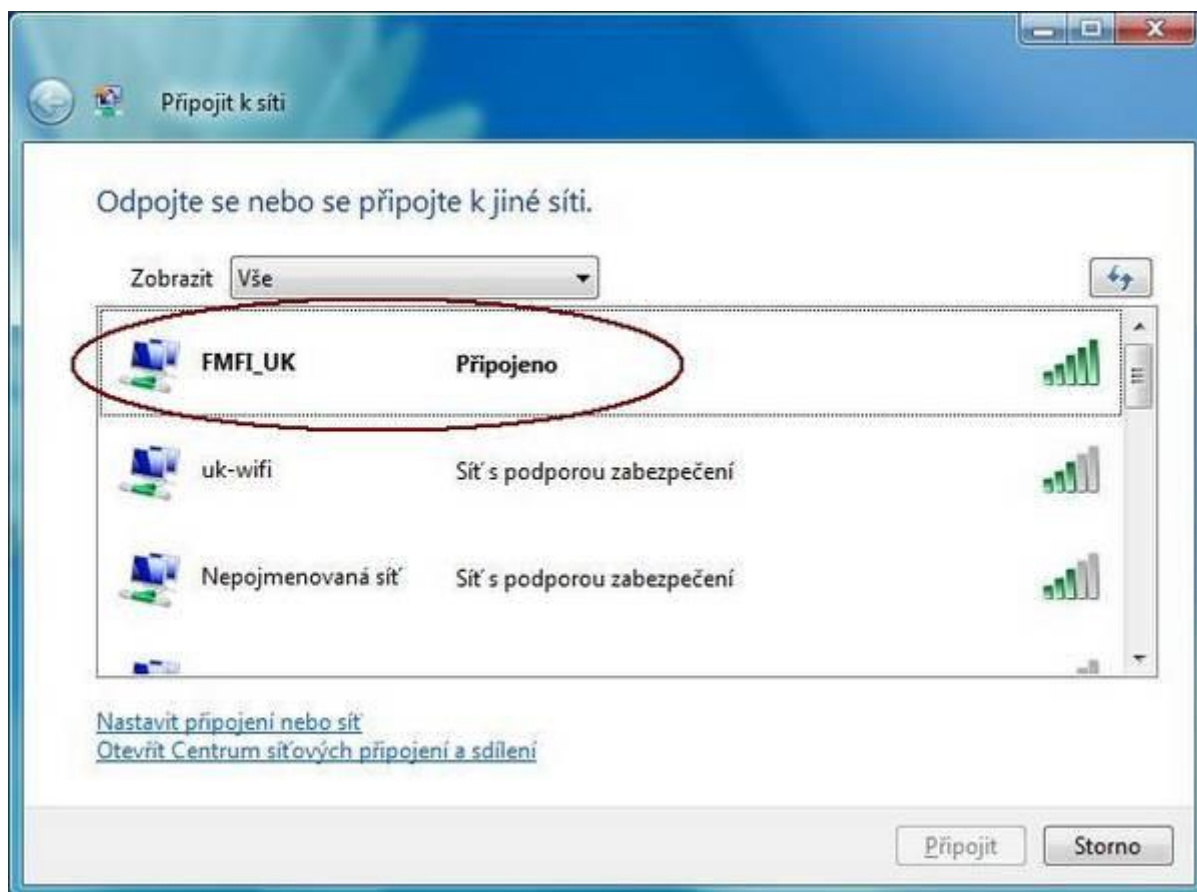 Připojit k síti
Odpojte se nebo se připojte k jiné síti.
Zobrazit Vše
FMFI_UK Připojeno
uk-wifi Síť s podporou zabezpečení
Nepojmenovaná síť Síť s podporou zabezpečení
Nastavit připojení nebo síť
Otevřít Centrum síťových připojení a sdílení
Připojit Storno